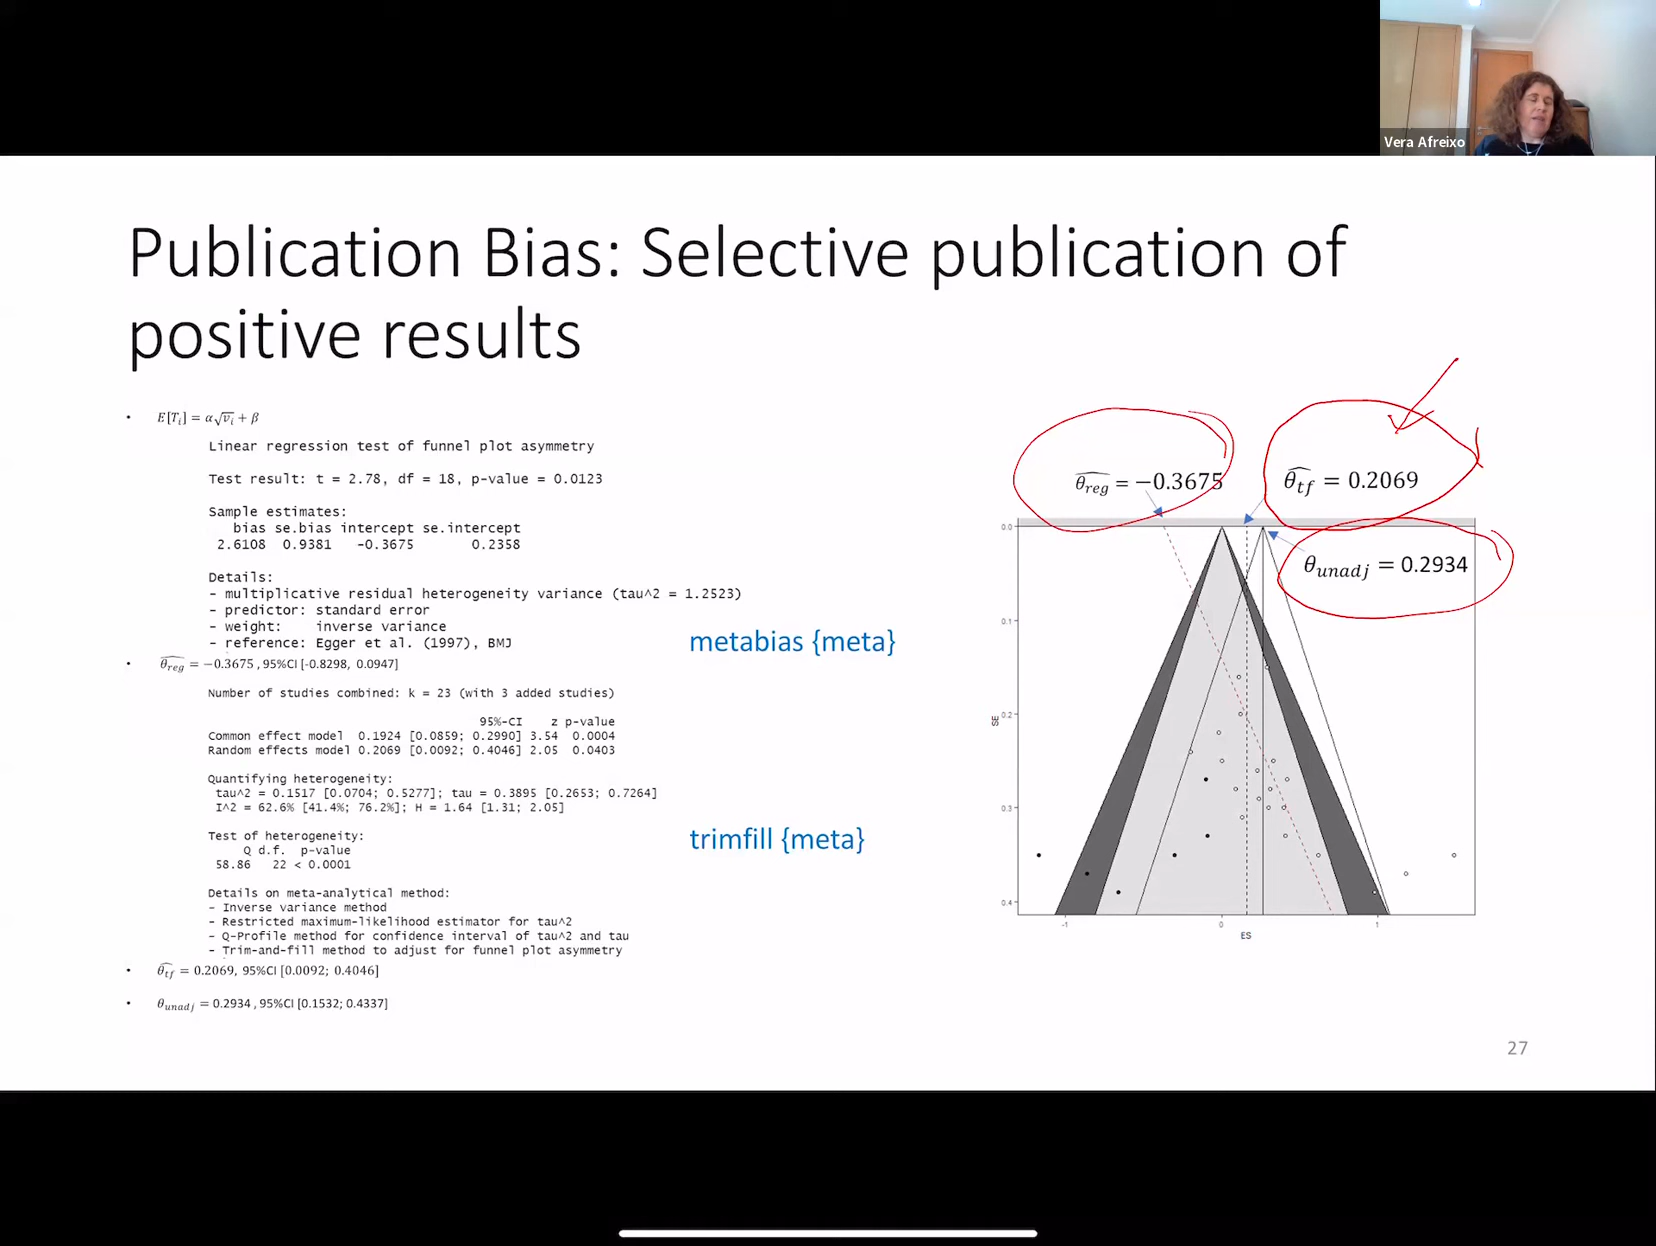 Vera Afreixo
Publication Bias: Selective publication of
positive results
• E[Tᵢ] = α√vᵢ + β
Linear regression test of funnel plot asymmetry
Test result: t = 2.78, df = 18, p-value = 0.0123
Sample estimates:
bias se.bias intercept se.intercept
2.6108 0.9381 -0.3675 0.2358
Details:
- multiplicative residual heterogeneity variance (tau^2 = 1.2523)
- predictor: standard error
- weight: inverse variance
- reference: Egger et al. (1997), BMJ
metabias {meta}
• θ̂reg = −0.3675 , 95%CI [-0.8298, 0.0947]
Number of studies combined: k = 23 (with 3 added studies)
95%-CI z p-value
Common effect model 0.1924 [0.0859; 0.2990] 3.54 0.0004
Random effects model 0.2069 [0.0092; 0.4046] 2.05 0.0403
Quantifying heterogeneity:
tau^2 = 0.1517 [0.0704; 0.5277]; tau = 0.3895 [0.2653; 0.7264]
I^2 = 62.6% [41.4%; 76.2%]; H = 1.64 [1.31; 2.05]
Test of heterogeneity:
Q d.f. p-value
58.86 22 < 0.0001
trimfill {meta}
Details on meta-analytical method:
- Inverse variance method
- Restricted maximum-likelihood estimator for tau^2
- Q-Profile method for confidence interval of tau^2 and tau
- Trim-and-fill method to adjust for funnel plot asymmetry
• θ̂tf = 0.2069, 95%CI [0.0092; 0.4046]
• θunadj = 0.2934 , 95%CI [0.1532; 0.4337]
θ̂reg = −0.3675
θ̂tf = 0.2069
θunadj = 0.2934
0.0
0.1
0.2
SE
0.3
0.4
-1 0 1
ES
27